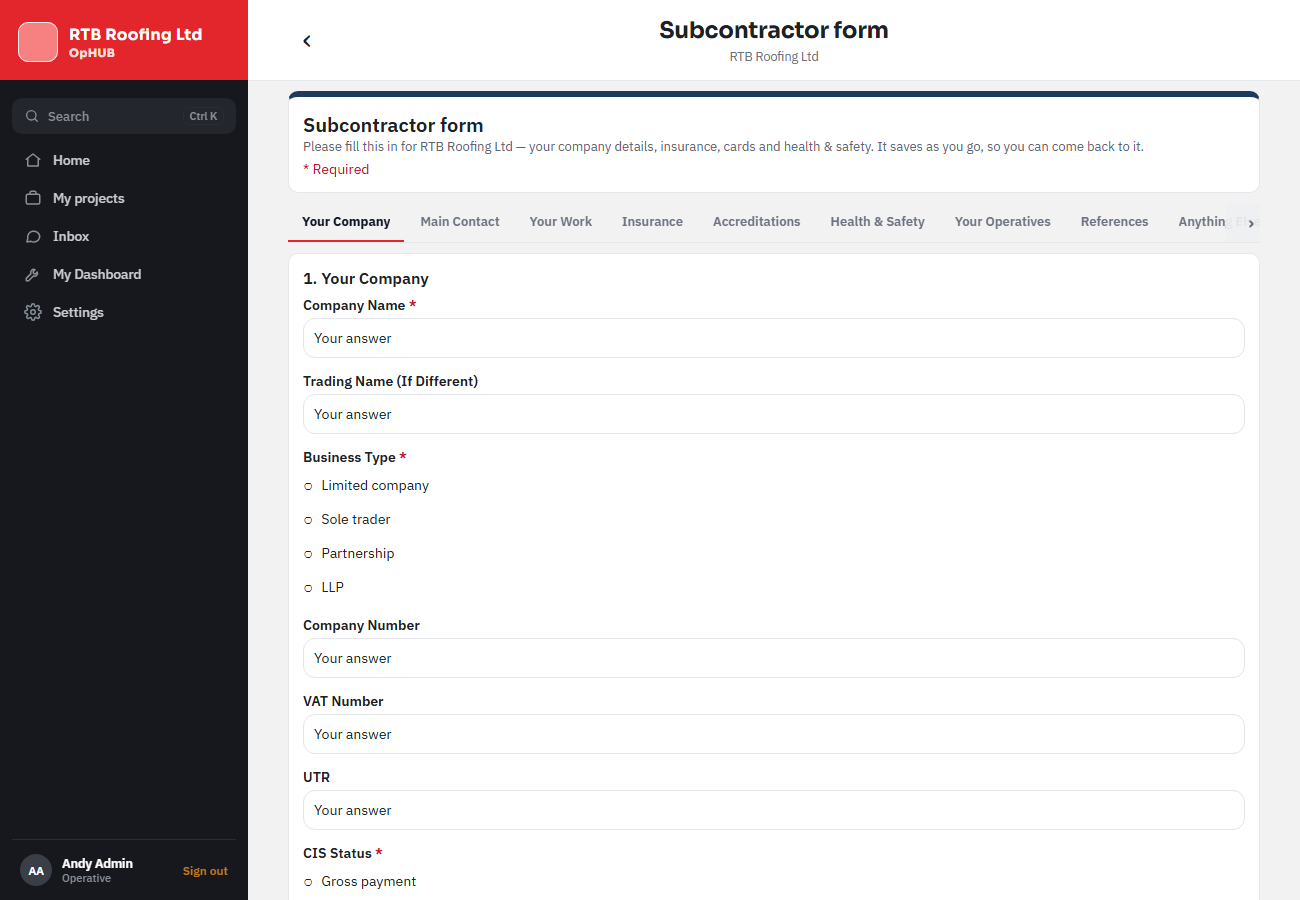 RTB Roofing Ltd
OpHUB
Search
Ctrl K
Home
My projects
Inbox
My Dashboard
Settings
AA
Andy Admin
Operative
Sign out
Subcontractor form
RTB Roofing Ltd
Subcontractor form
Please fill this in for RTB Roofing Ltd — your company details, insurance, cards and health & safety. It saves as you go, so you can come back to it.
* Required
Your Company
Main Contact
Your Work
Insurance
Accreditations
Health & Safety
Your Operatives
References
Anything Else
1. Your Company
Company Name *
Your answer
Trading Name (If Different)
Your answer
Business Type *
Limited company
Sole trader
Partnership
LLP
Company Number
Your answer
VAT Number
Your answer
UTR
Your answer
CIS Status *
Gross payment